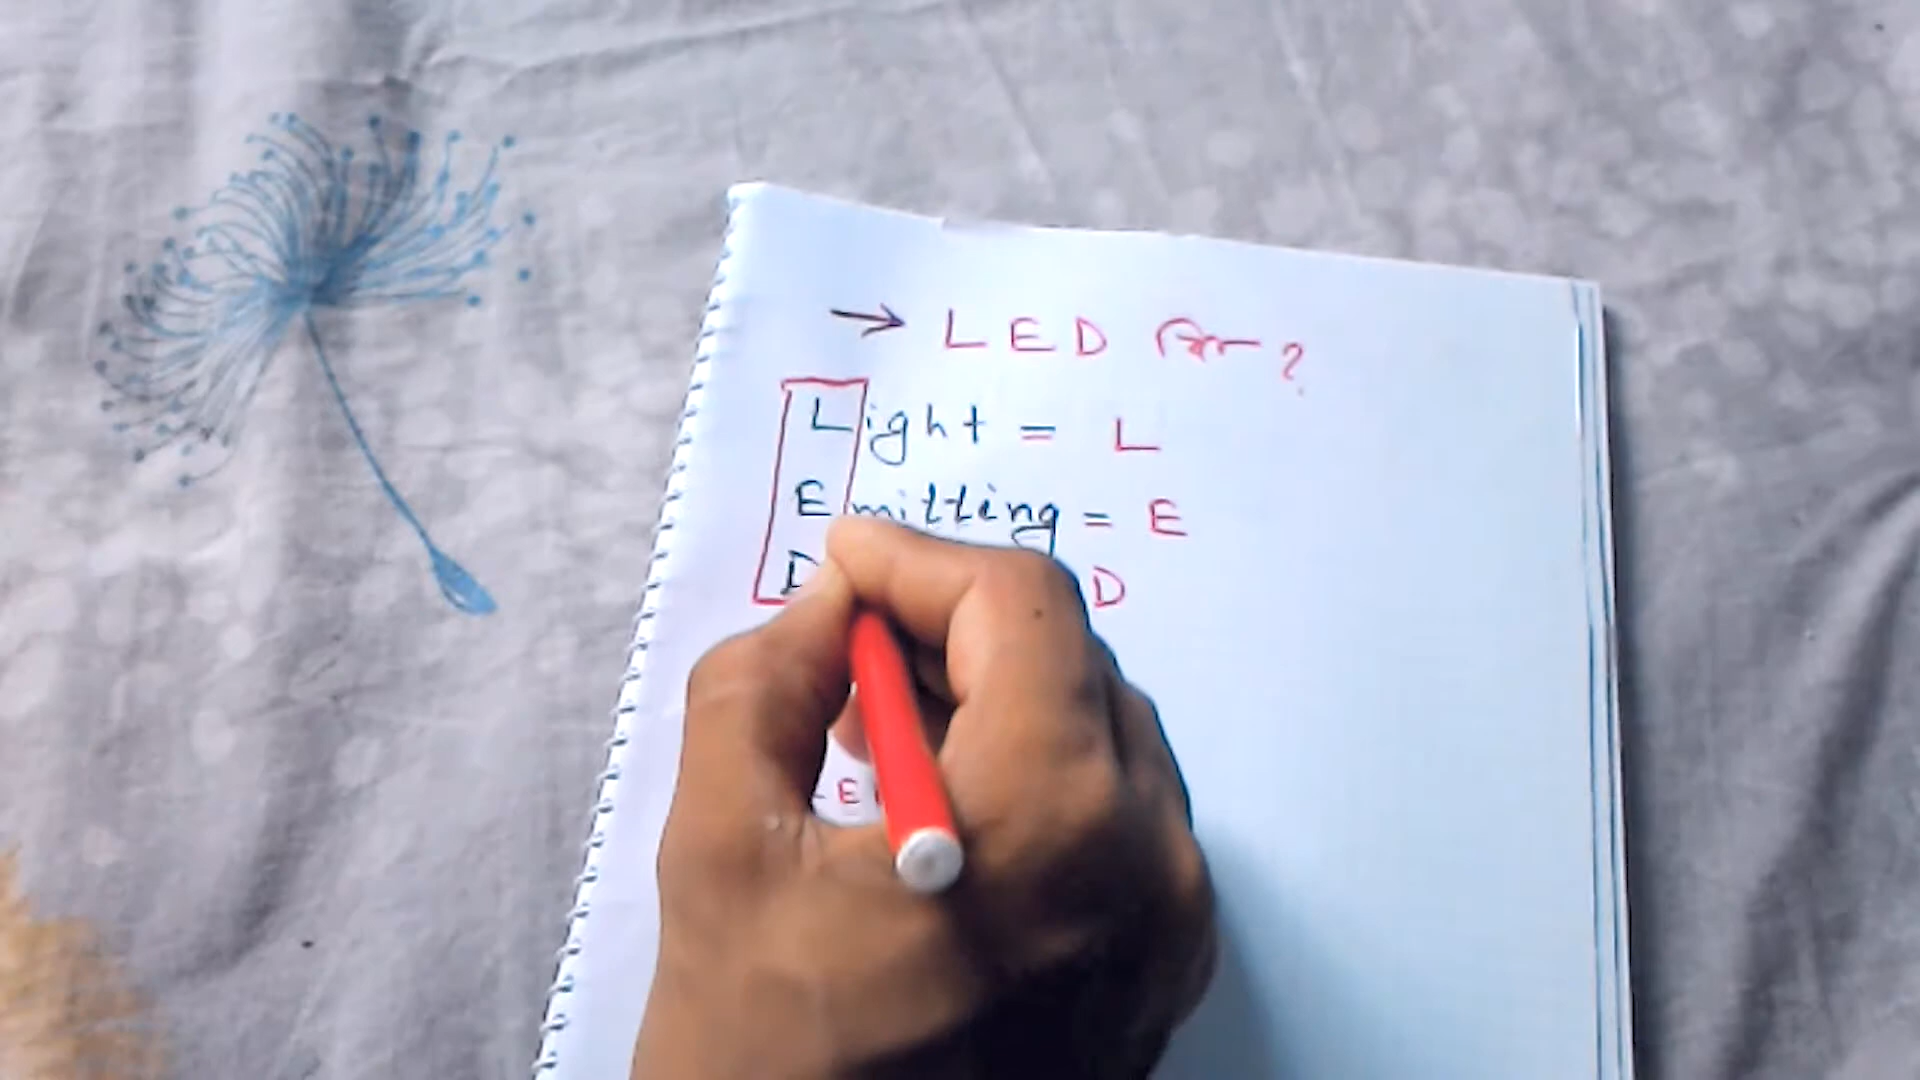 → LED কি?
Light = L
Emitting = E
D D
E